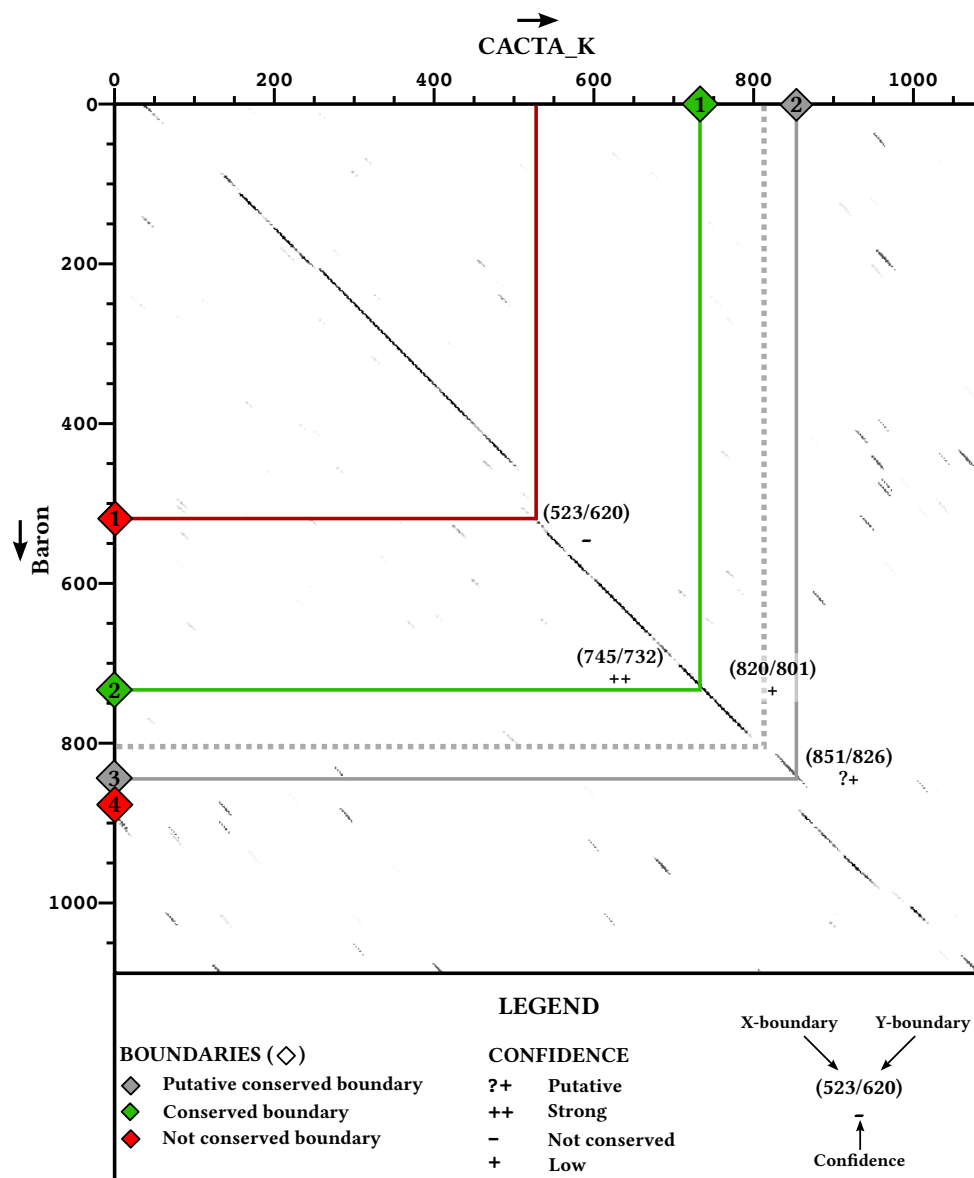 CACTA_K
0 200 400 600 800 1000
1 2
0
200
400
1
(523/620)
–
Baron
600
(745/732)
++
(820/801)
+
2
800
(851/826)
?+
3
4
1000
LEGEND
X-boundary Y-boundary
BOUNDARIES (◇)
Putative conserved boundary
Conserved boundary
Not conserved boundary
CONFIDENCE
?+ Putative
++ Strong
– Not conserved
+ Low
(523/620)
–
Confidence